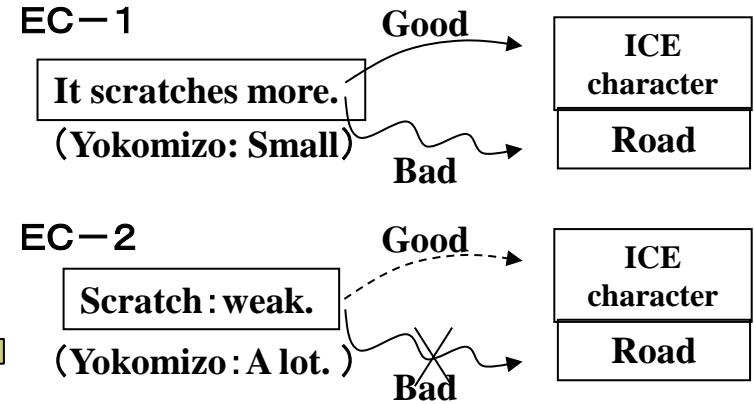 EC－1
Good
ICE
character
It scratches more.
（Yokomizo: Small）
Road
Bad
EC－2
Good
ICE
character
Scratch：weak.
（Yokomizo：A lot. ）
Road
Bad